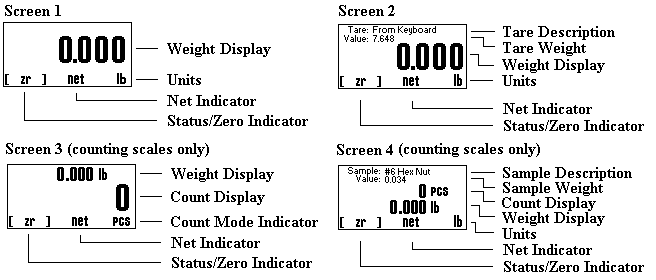 Screen 1
0.000
[ zr ] net lb
Weight Display
Units
Net Indicator
Status/Zero Indicator
Screen 2
Tare: From Keyboard
Value: 7.648
0.000
[ zr ] net lb
Tare Description
Tare Weight
Weight Display
Units
Net Indicator
Status/Zero Indicator
Screen 3 (counting scales only)
0.000 lb
0
[ zr ] net PCS
Weight Display
Count Display
Count Mode Indicator
Net Indicator
Status/Zero Indicator
Screen 4 (counting scales only)
Sample: #6 Hex Nut
Value: 0.034
0 PCS
0.000 lb
[ zr ] net lb
Sample Description
Sample Weight
Count Display
Weight Display
Units
Net Indicator
Status/Zero Indicator